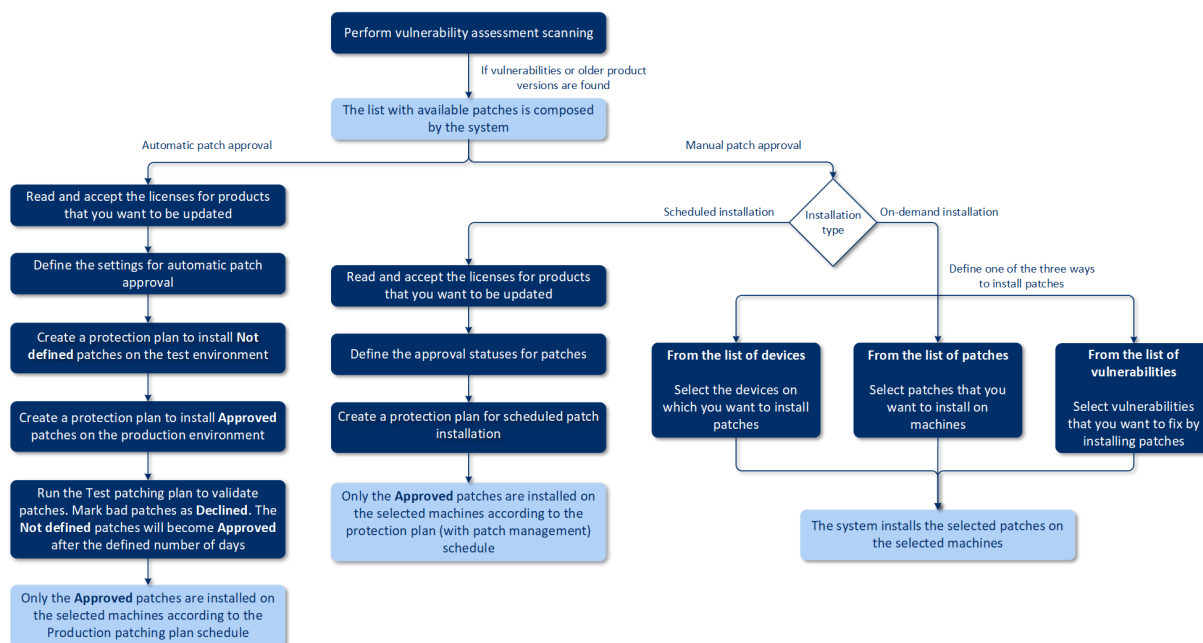 Perform vulnerability assessment scanning
If vulnerabilities or older product
versions are found
The list with available patches is composed
by the system
Automatic patch approval
Manual patch approval
Read and accept the licenses for products
that you want to be updated
Define the settings for automatic patch
approval
Create a protection plan to install Not
defined patches on the test environment
Create a protection plan to install Approved
patches on the production environment
Run the Test patching plan to validate
patches. Mark bad patches as Declined. The
Not defined patches will become Approved
after the defined number of days
Only the Approved patches are installed on
the selected machines according to the
Production patching plan schedule
Installation
type
Scheduled installation
On-demand installation
Read and accept the licenses for products
that you want to be updated
Define the approval statuses for patches
Create a protection plan for scheduled patch
installation
Only the Approved patches are installed on
the selected machines according to the
protection plan (with patch management)
schedule
Define one of the three ways
to install patches
From the list of devices
Select the devices on
which you want to install
patches
From the list of patches
Select patches that you
want to install on
machines
From the list of
vulnerabilities
Select vulnerabilities
that you want to fix by
installing patches
The system installs the selected patches on
the selected machines